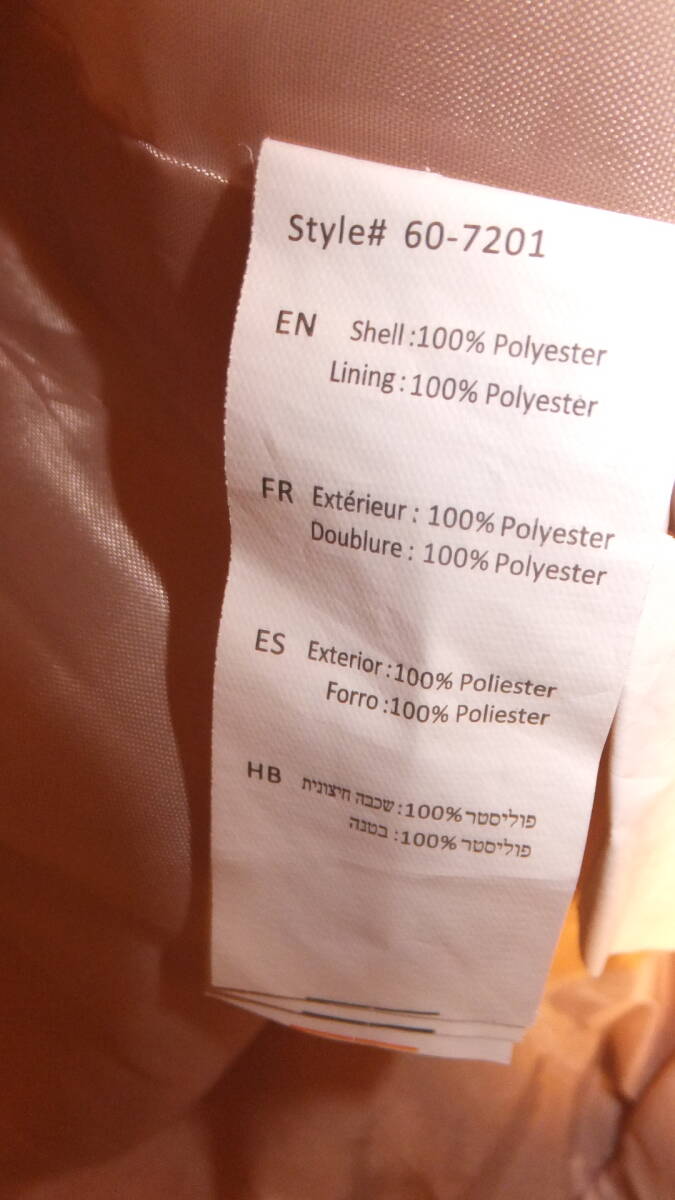 Style# 60-7201
EN Shell :100% Polyester
Lining : 100% Polyester
FR Extérieur : 100% Polyester
Doublure : 100% Polyester
ES Exterior :100% Poliester
Forro :100% Poliester
HB שכבה חיצונית :100% פוליסטר
בטנה :100% פוליסטר